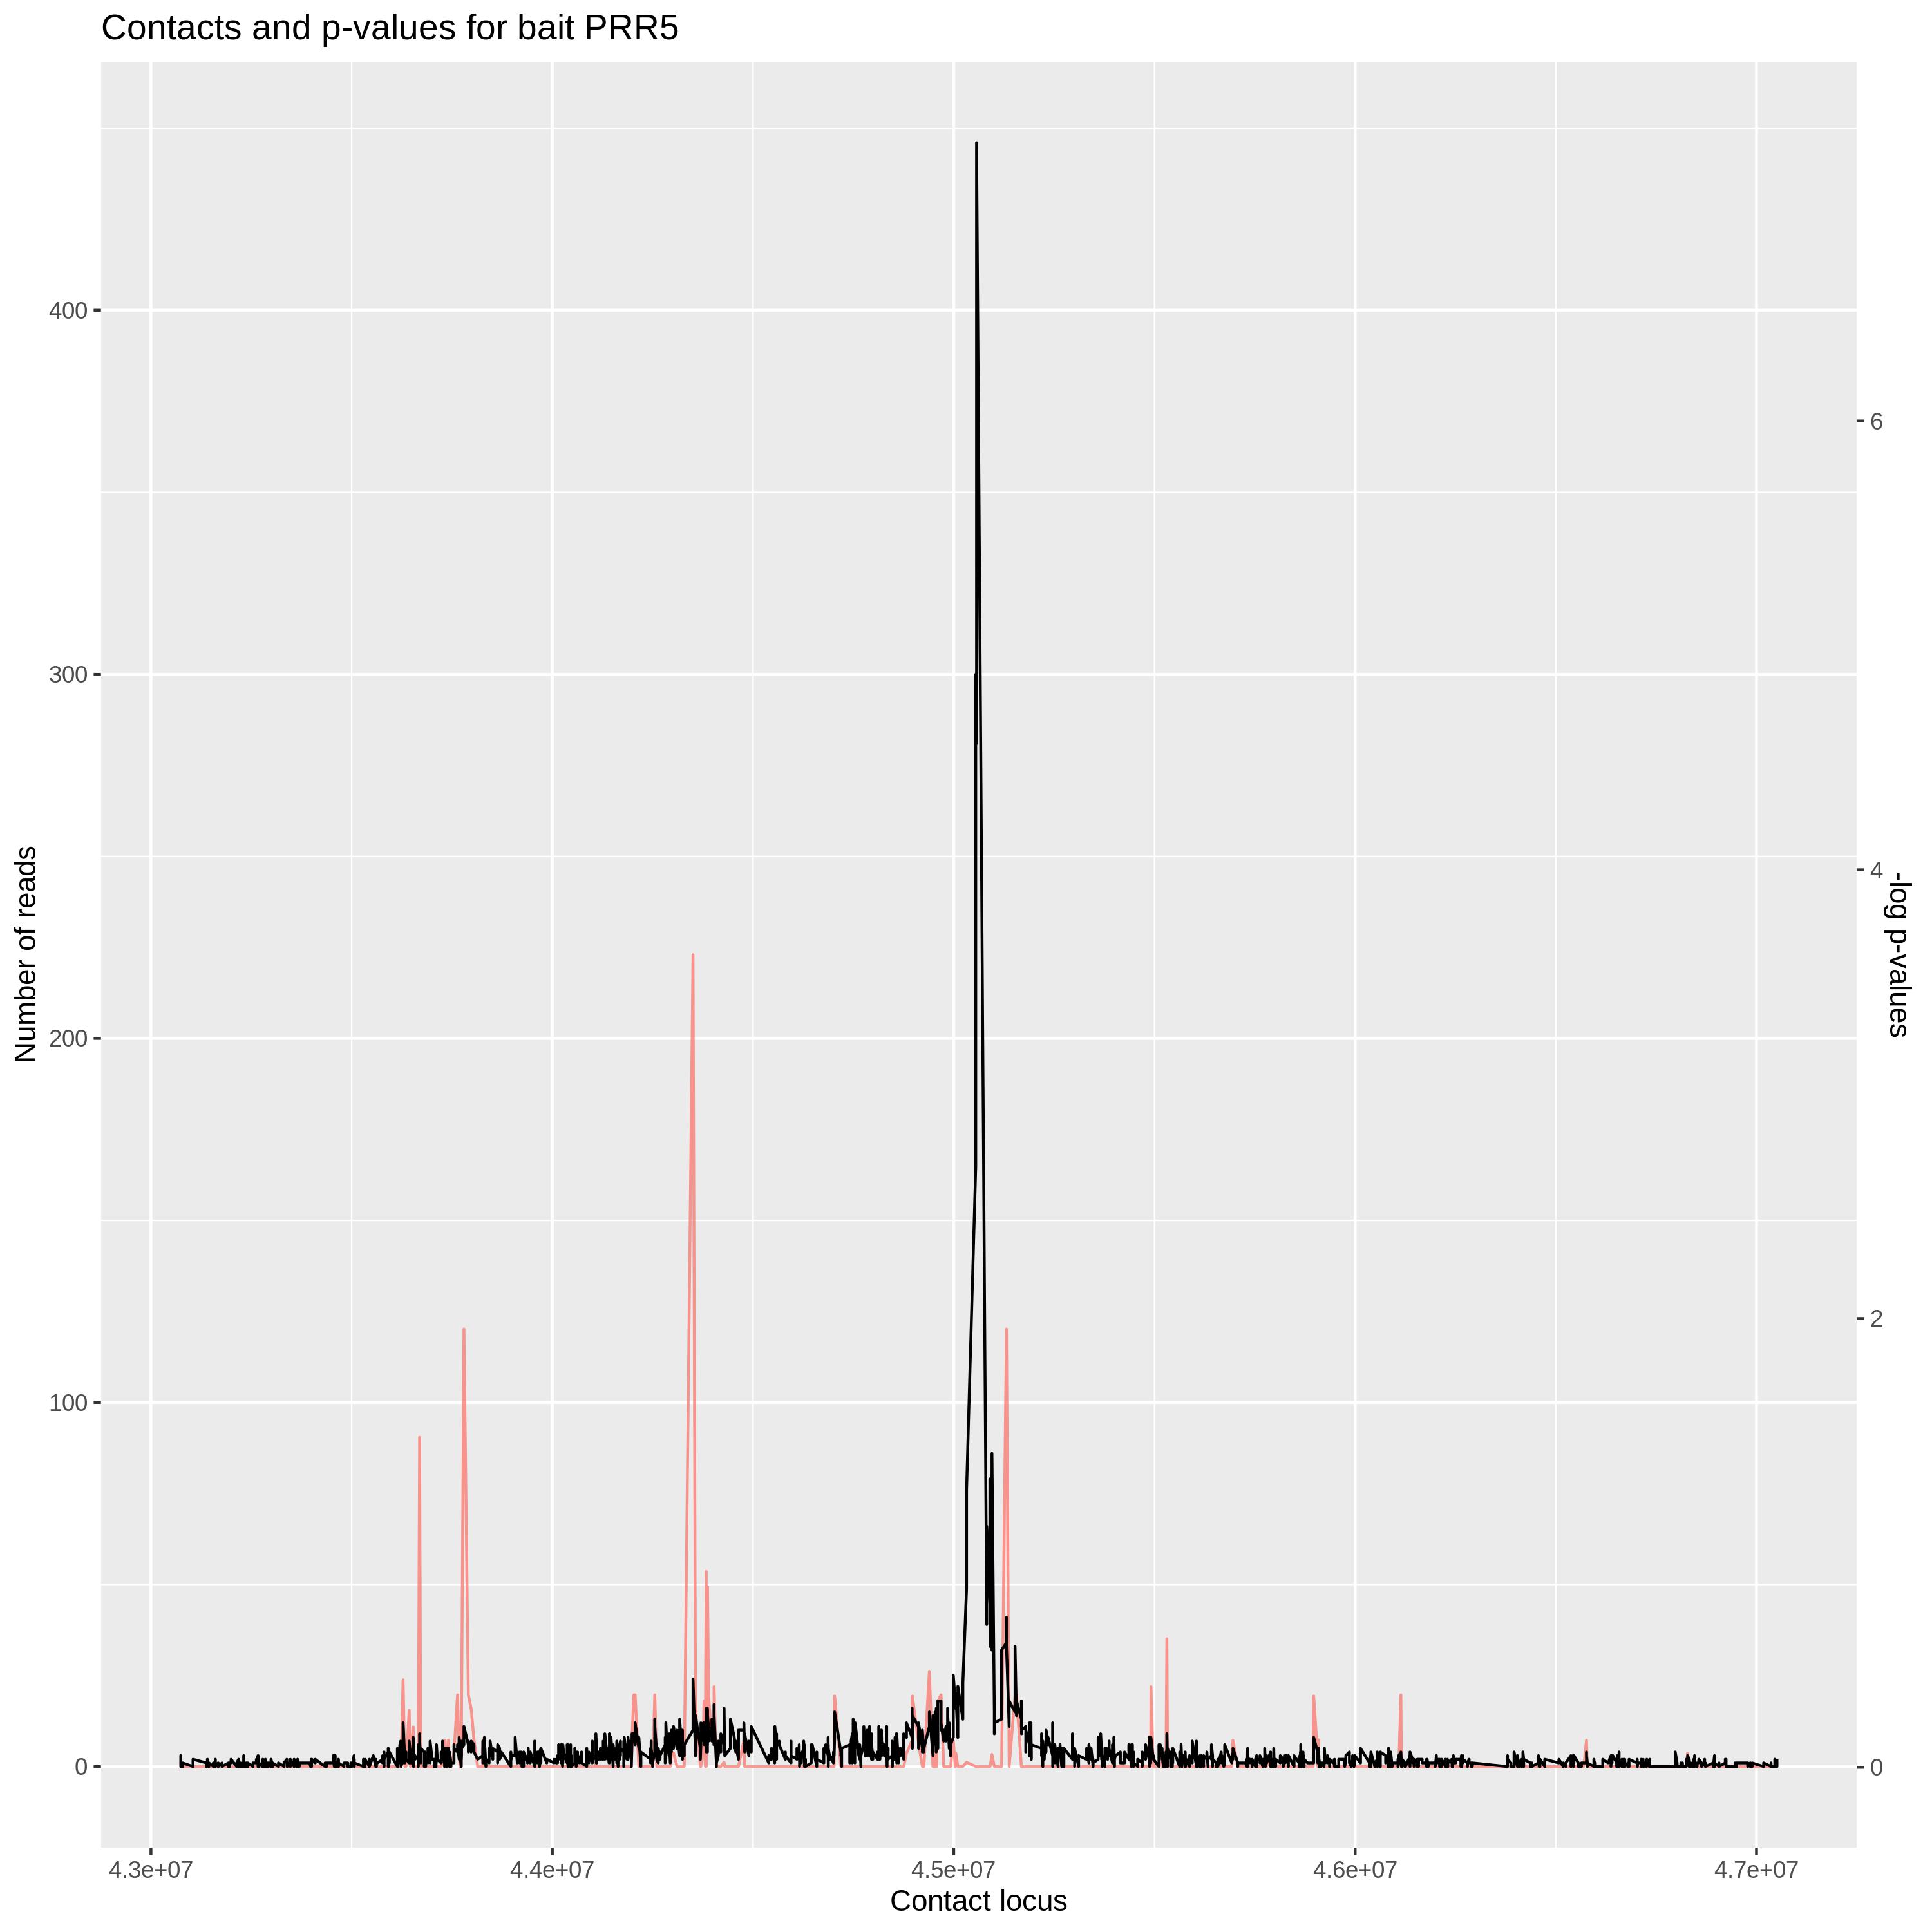 Contacts and p-values for bait PRR5
Number of reads
400
300
200
100
0
6
4
2
0
-log p-values
4.3e+07
4.4e+07
4.5e+07
4.6e+07
4.7e+07
Contact locus